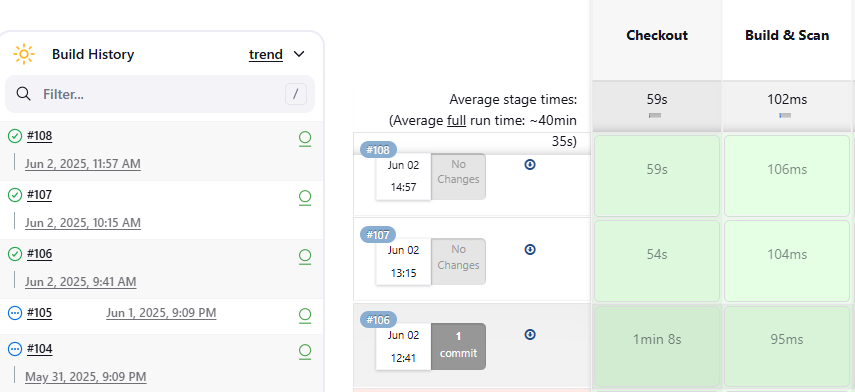 Build History
trend
Filter...
/
#108
Jun 2, 2025, 11:57 AM
#107
Jun 2, 2025, 10:15 AM
#106
Jun 2, 2025, 9:41 AM
#105 Jun 1, 2025, 9:09 PM
#104
May 31, 2025, 9:09 PM
Checkout
Build & Scan
Average stage times:
(Average full run time: ~40min
35s)
59s
102ms
#108
Jun 02
14:57
No
Changes
59s
106ms
#107
Jun 02
13:15
No
Changes
54s
104ms
#106
Jun 02
12:41
1
commit
1min 8s
95ms